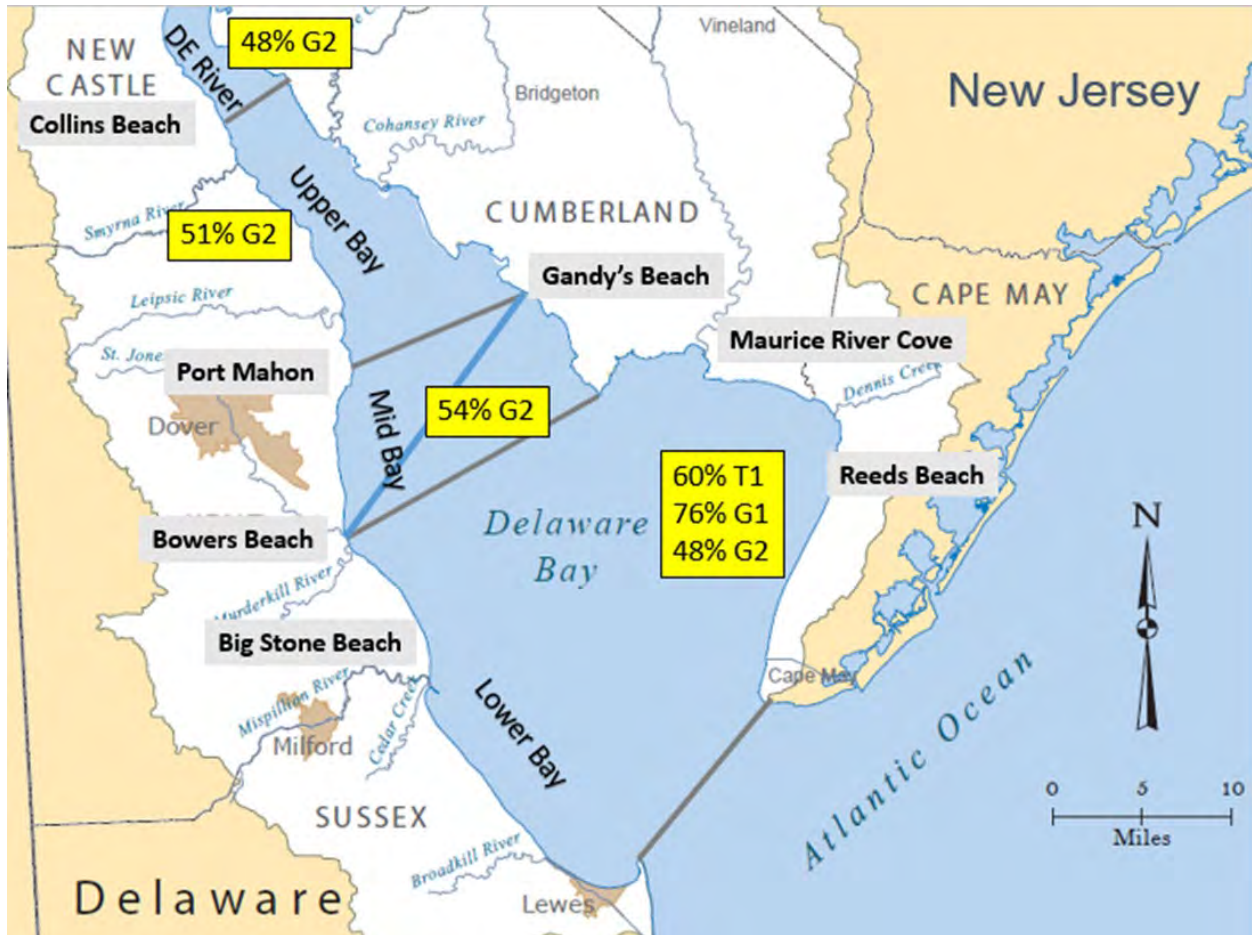 48% G2
Vineland
NEW
CASTLE
DE River
New Jersey
Bridgeton
Collins Beach
Cohansey River
Upper Bay
Smyrna River
CUMBERLAND
51% G2
Gandy's Beach
CAPE MAY
Leipsic River
Maurice River Cove
St. Jones
Port Mahon
Dennis Creek
Mid Bay
54% G2
Dover
60% T1
76% G1
48% G2
Reeds Beach
N
Delaware
Bay
Bowers Beach
Murderkill River
Big Stone Beach
Cape May
Mispillion River
Cedar Creek
Lower Bay
Milford
Atlantic Ocean
0 5 10
Miles
SUSSEX
Broadkill River
Delaware
Lewes